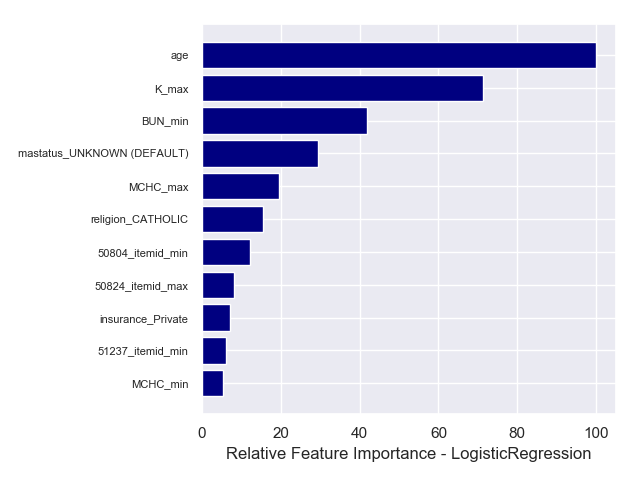 age
K_max
BUN_min
mastatus_UNKNOWN (DEFAULT)
MCHC_max
religion_CATHOLIC
50804_itemid_min
50824_itemid_max
insurance_Private
51237_itemid_min
MCHC_min
0 20 40 60 80 100
Relative Feature Importance - LogisticRegression